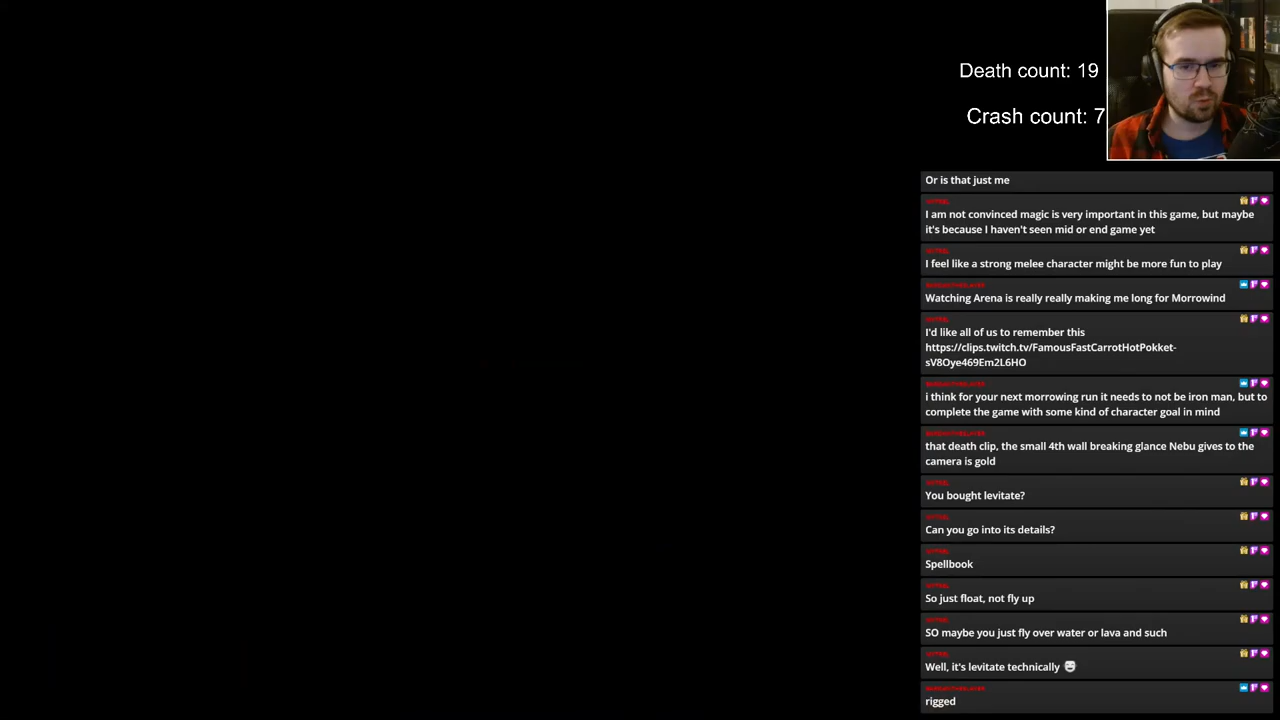 Death count: 19
Crash count: 7
Or is that just me
I am not convinced magic is very important in this game, but maybe
it's because I haven't seen mid or end game yet
I feel like a strong melee character might be more fun to play
Watching Arena is really really making me long for Morrowind
I'd like all of us to remember this
https://clips.twitch.tv/FamousFastCarrotHotPokket-
sV8Oye469Em2L6HO
i think for your next morrowing run it needs to not be iron man, but to
complete the game with some kind of character goal in mind
that death clip, the small 4th wall breaking glance Nebu gives to the
camera is gold
You bought levitate?
Can you go into its details?
Spellbook
So just float, not fly up
SO maybe you just fly over water or lava and such
Well, it's levitate technically
rigged